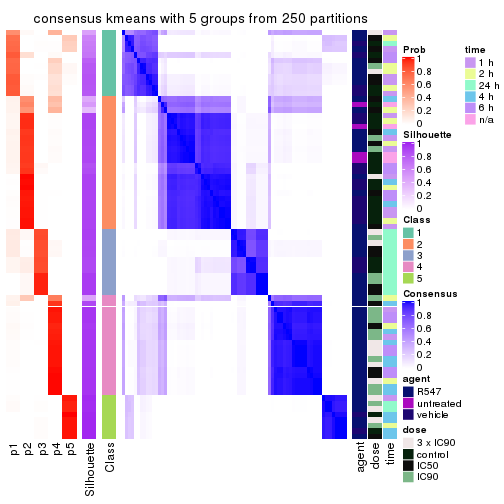 consensus kmeans with 5 groups from 250 partitions
Prob
1
0.8
0.6
0.4
0.2
0
time
1 h
2 h
24 h
4 h
6 h
n/a
Silhouette
1
0.8
0.6
0.4
0.2
0
Class
1
2
3
4
5
Consensus
1
0.8
0.6
0.4
0.2
0
agent
R547
untreated
vehicle
dose
3 x IC90
control
IC50
IC90
p1
p2
p3
p4
p5
Silhouette
Class
agent
dose
time